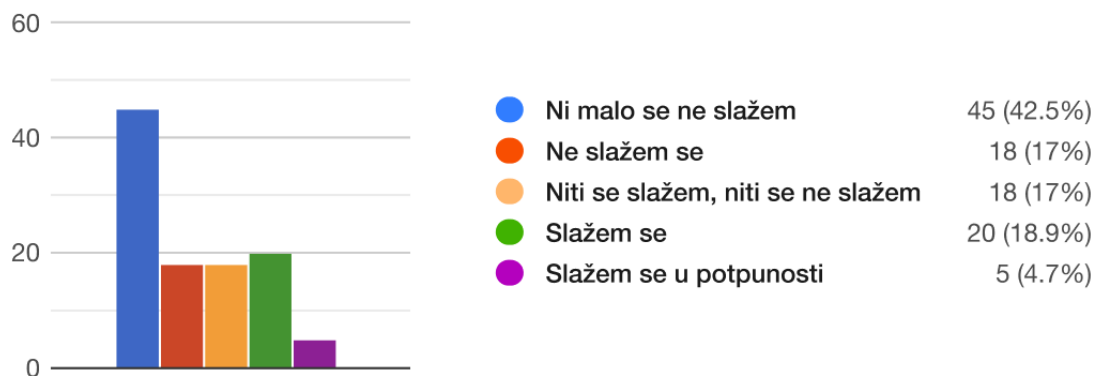 60
40
20
0
Ni malo se ne slažem 45 (42.5%)
Ne slažem se 18 (17%)
Niti se slažem, niti se ne slažem 18 (17%)
Slažem se 20 (18.9%)
Slažem se u potpunosti 5 (4.7%)